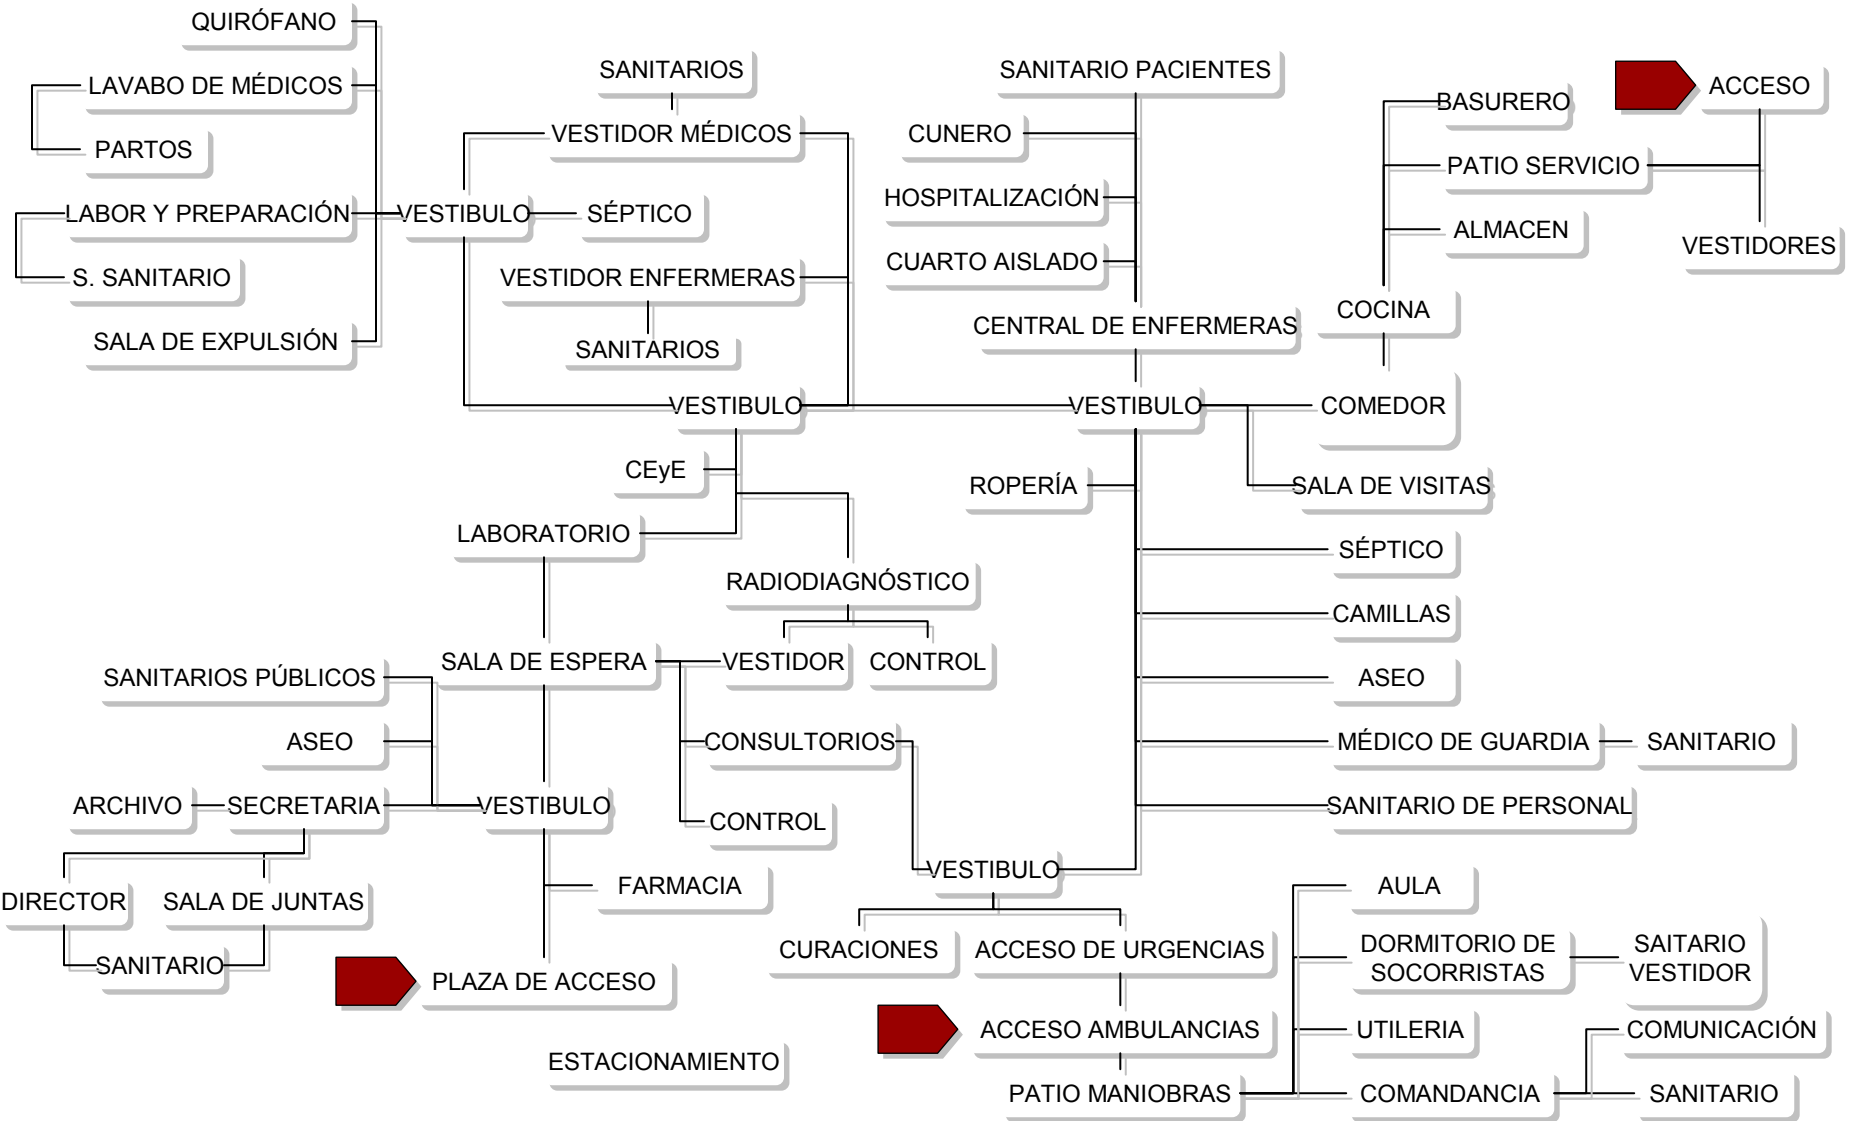 QUIRÓFANO
LAVABO DE MÉDICOS
PARTOS
LABOR Y PREPARACIÓN
S. SANITARIO
SALA DE EXPULSIÓN
VESTIBULO
SÉPTICO
SANITARIOS
VESTIDOR MÉDICOS
VESTIDOR ENFERMERAS
SANITARIOS
VESTIBULO
SANITARIO PACIENTES
CUNERO
HOSPITALIZACIÓN
CUARTO AISLADO
CENTRAL DE ENFERMERAS
VESTIBULO
BASURERO
PATIO SERVICIO
ALMACEN
ACCESO
VESTIDORES
COCINA
COMEDOR
SALA DE VISITAS
CEyE
LABORATORIO
RADIODIAGNÓSTICO
VESTIDOR
CONTROL
ROPERÍA
SÉPTICO
CAMILLAS
ASEO
MÉDICO DE GUARDIA
SANITARIO
SANITARIO DE PERSONAL
SALA DE ESPERA
SANITARIOS PÚBLICOS
ASEO
ARCHIVO
SECRETARIA
VESTIBULO
CONSULTORIOS
CONTROL
DIRECTOR
SALA DE JUNTAS
SANITARIO
FARMACIA
PLAZA DE ACCESO
ESTACIONAMIENTO
VESTIBULO
CURACIONES
ACCESO DE URGENCIAS
ACCESO AMBULANCIAS
PATIO MANIOBRAS
AULA
DORMITORIO DE
SOCORRISTAS
SAITARIO
VESTIDOR
UTILERIA
COMANDANCIA
COMUNICACIÓN
SANITARIO